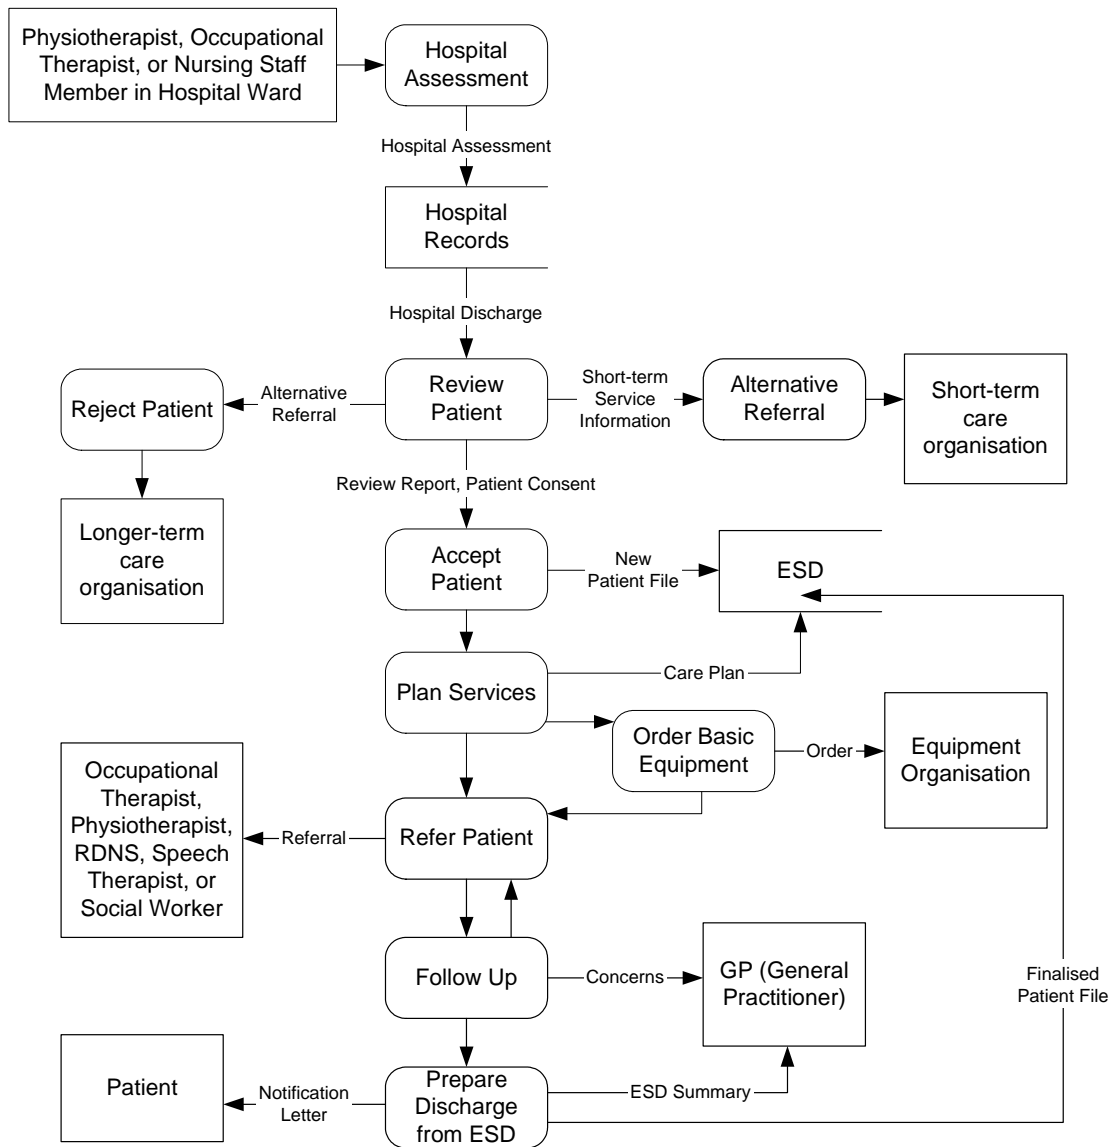 Physiotherapist, Occupational
Therapist, or Nursing Staff
Member in Hospital Ward
Hospital
Assessment
Hospital Assessment
Hospital
Records
Hospital Discharge
Reject Patient
Alternative
Referral
Review
Patient
Short-term
Service
Information
Alternative
Referral
Short-term
care
organisation
Longer-term
care
organisation
Review Report, Patient Consent
Accept
Patient
New
Patient File
ESD
Plan Services
Care Plan
Order Basic
Equipment
Order
Equipment
Organisation
Occupational
Therapist,
Physiotherapist,
RDNS, Speech
Therapist, or
Social Worker
Referral
Refer Patient
Follow Up
Concerns
GP (General
Practitioner)
Finalised
Patient File
Patient
Notification
Letter
Prepare
Discharge
from ESD
ESD Summary